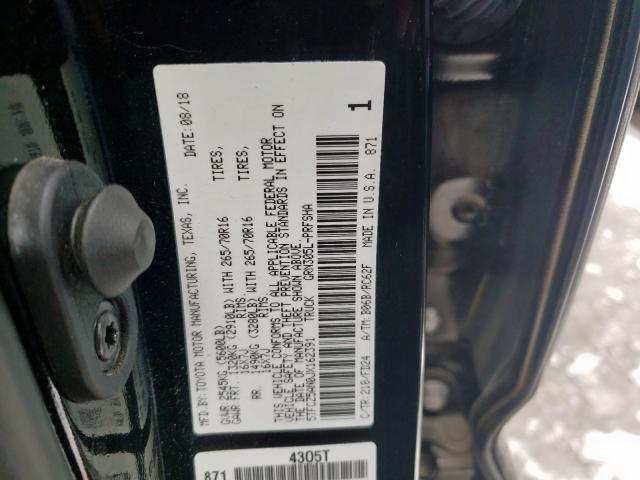 MFD.BY: TOYOTA MOTOR MANUFACTURING, TEXAS, INC. DATE: 08/18
GVWR 2545KG (5600LB)
GAWR FRT. 1320KG (2910LB) WITH 265/70R16 TIRES,
16X7J RIMS,
RR. 1490KG (3280LB) WITH 265/70R16 TIRES,
16X7J RIMS
THIS VEHICLE CONFORMS TO ALL APPLICABLE FEDERAL MOTOR
VEHICLE SAFETY AND THEFT PREVENTION STANDARDS IN EFFECT ON
THE DATE OF MANUFACTURE SHOWN ABOVE.
TRUCK GRN305L-PRFSHA
C/TR:218/FD24 A/TM:B06B/RC62F MADE IN U.S.A. 871 1
871 4305T